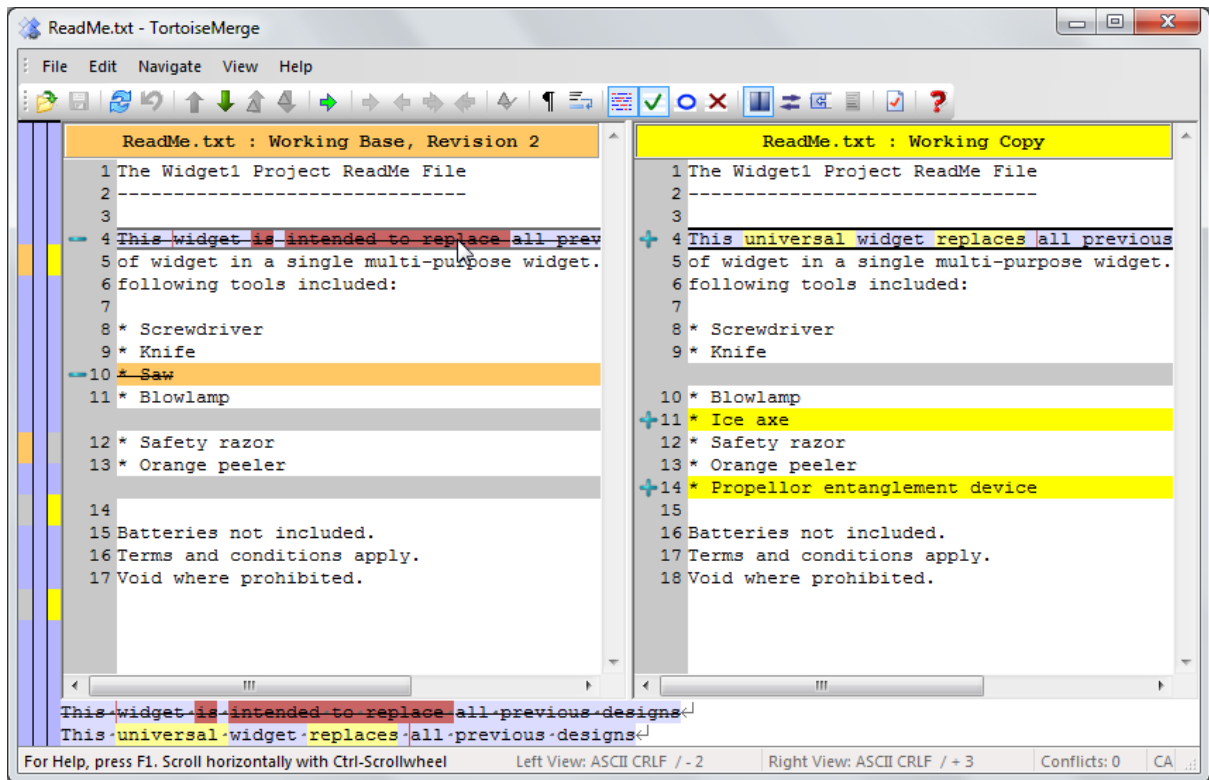 ReadMe.txt - TortoiseMerge
File Edit Navigate View Help
ReadMe.txt : Working Base, Revision 2
1 The Widget1 Project ReadMe File
2 -------------------------------
3
4 This widget is intended to replace all prev
5 of widget in a single multi-purpose widget.
6 following tools included:
7
8 * Screwdriver
9 * Knife
10 * Saw
11 * Blowlamp
12 * Safety razor
13 * Orange peeler
14
15 Batteries not included.
16 Terms and conditions apply.
17 Void where prohibited.
ReadMe.txt : Working Copy
1 The Widget1 Project ReadMe File
2 -------------------------------
3
4 This universal widget replaces all previous
5 of widget in a single multi-purpose widget.
6 following tools included:
7
8 * Screwdriver
9 * Knife
10 * Blowlamp
11 * Ice axe
12 * Safety razor
13 * Orange peeler
14 * Propellor entanglement device
15
16 Batteries not included.
17 Terms and conditions apply.
18 Void where prohibited.
This·widget·is·intended·to·replace·all·previous·designs↵
This·universal·widget·replaces·all·previous·designs↵
For Help, press F1. Scroll horizontally with Ctrl-Scrollwheel Left View: ASCII CRLF / - 2 Right View: ASCII CRLF / + 3 Conflicts: 0 CA